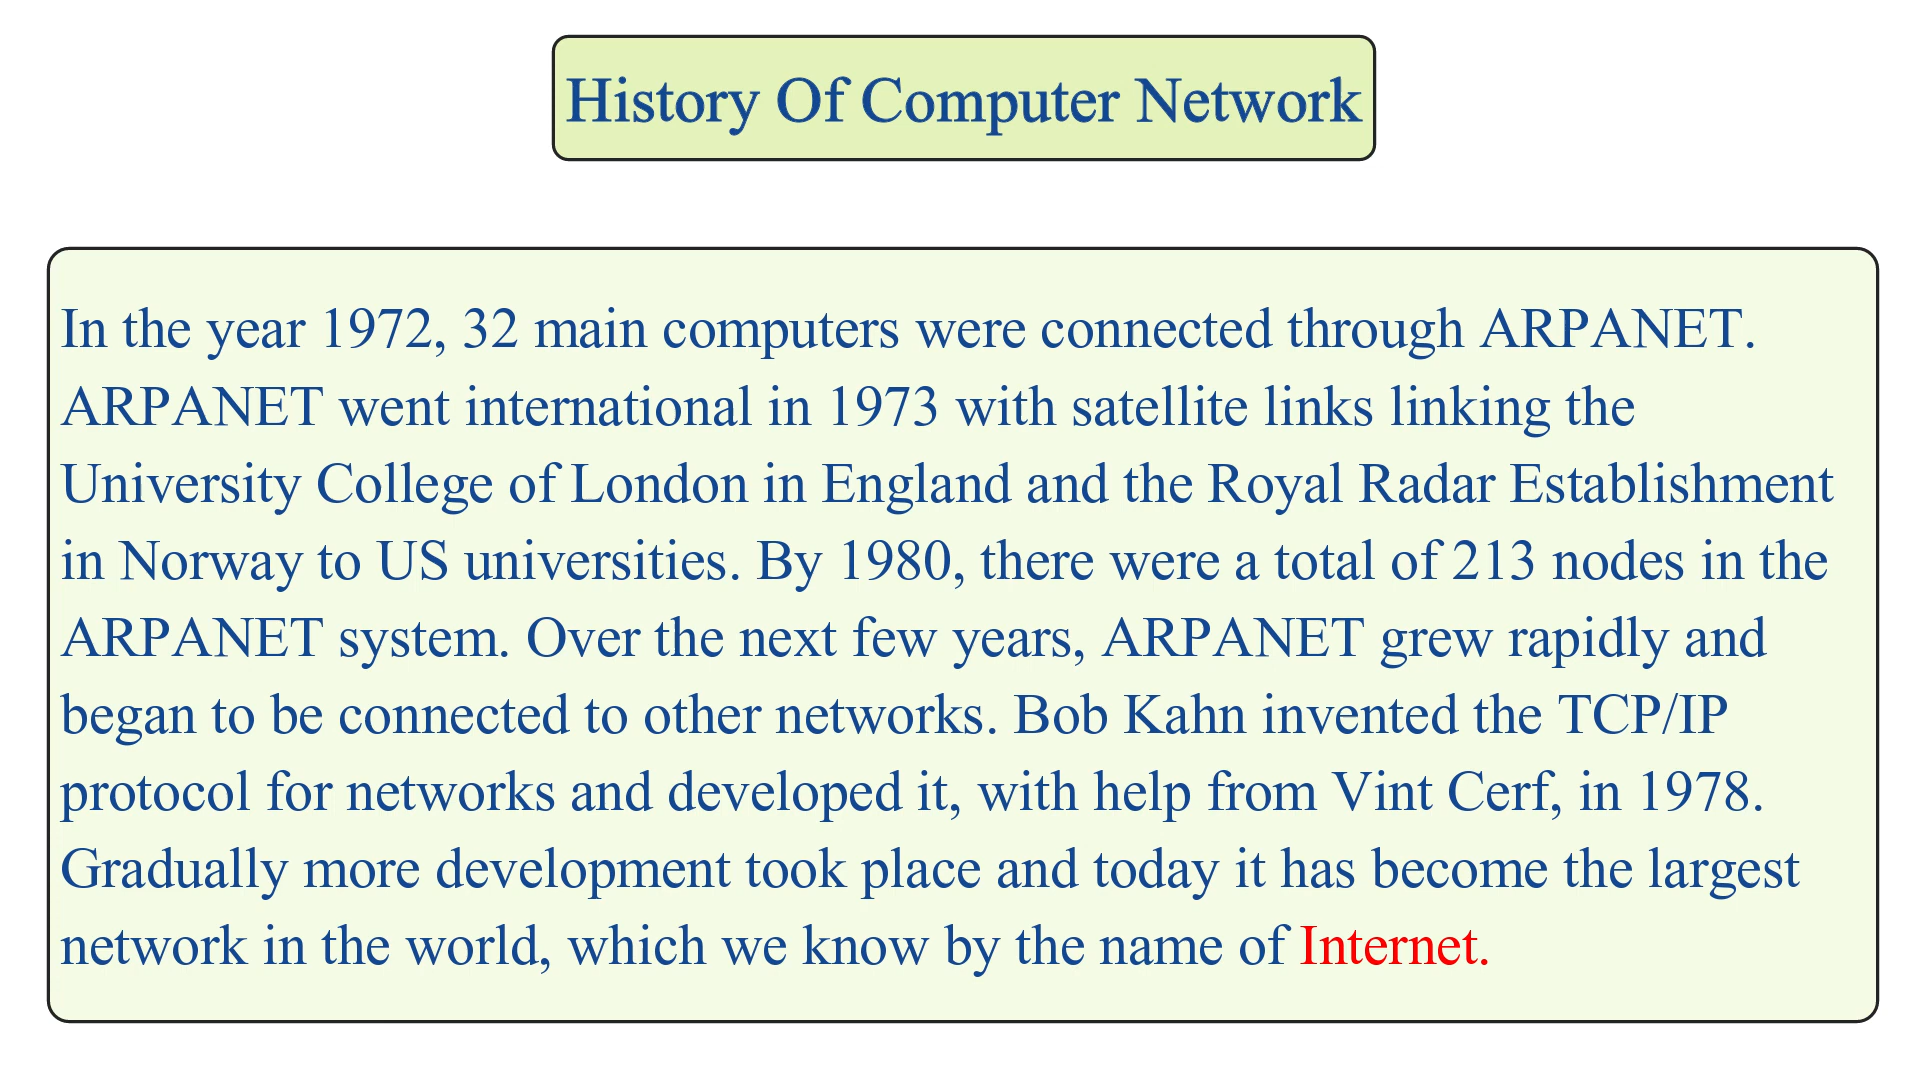 History Of Computer Network
In the year 1972, 32 main computers were connected through ARPANET.
ARPANET went international in 1973 with satellite links linking the
University College of London in England and the Royal Radar Establishment
in Norway to US universities. By 1980, there were a total of 213 nodes in the
ARPANET system. Over the next few years, ARPANET grew rapidly and
began to be connected to other networks. Bob Kahn invented the TCP/IP
protocol for networks and developed it, with help from Vint Cerf, in 1978.
Gradually more development took place and today it has become the largest
network in the world, which we know by the name of Internet.